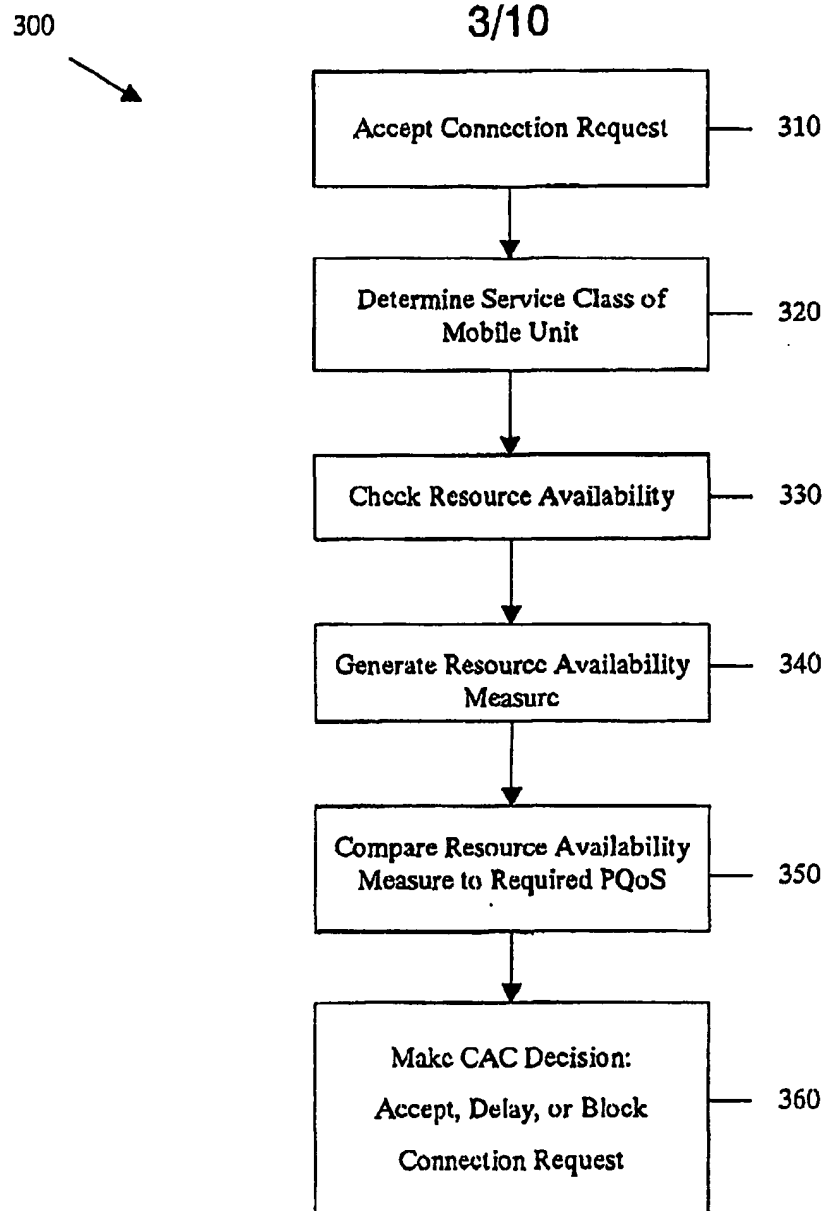 300
3/10
Accept Connection Request
310
Determine Service Class of
Mobile Unit
320
Check Resource Availability
330
Generate Resource Availability
Measure
340
Compare Resource Availability
Measure to Required PQoS
350
Make CAC Decision:
Accept, Delay, or Block
Connection Request
360